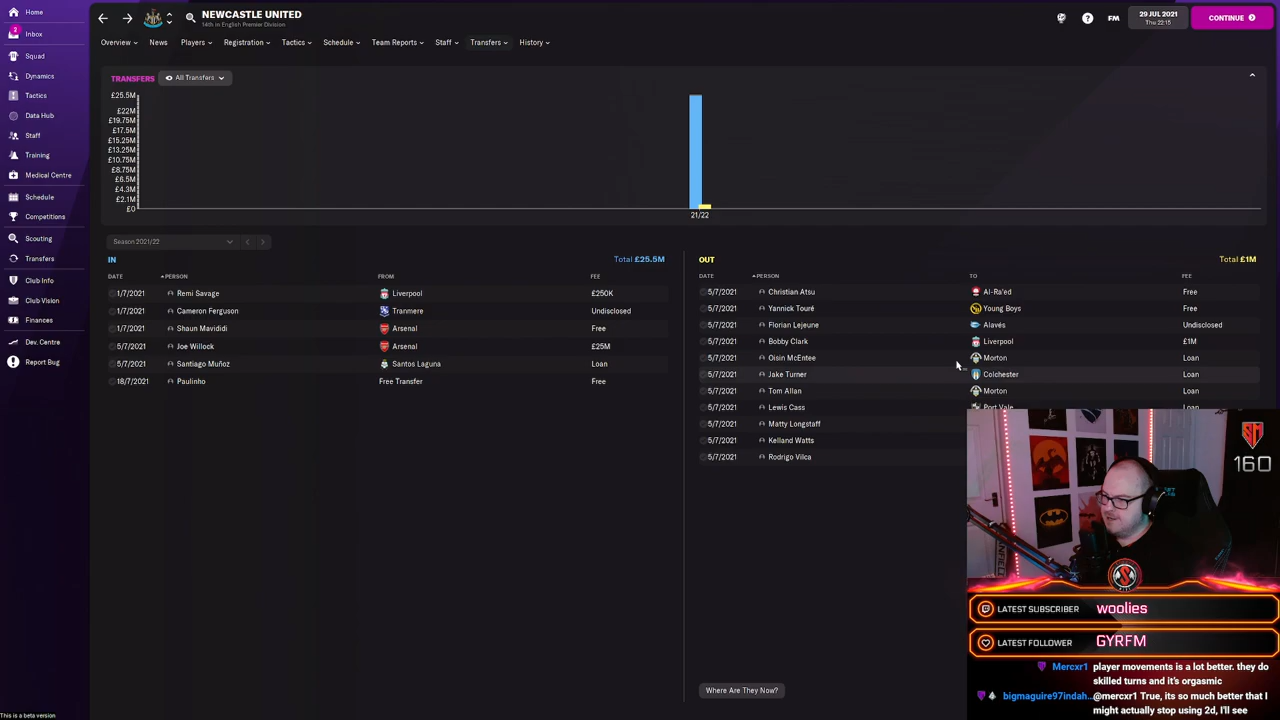 Home
Inbox
2
Squad
Dynamics
Tactics
Data Hub
Staff
Training
Medical Centre
Schedule
Competitions
Scouting
Transfers
Club Info
Club Vision
Finances
Dev. Centre
Report Bug
This is a beta version
NEWCASTLE UNITED
14th in English Premier Division
FM
29 JUL 2021
Thu 22:15
CONTINUE
Overview
News
Players
Registration
Tactics
Schedule
Team Reports
Staff
Transfers
History
TRANSFERS
All Transfers
£25.5M
£22M
£19.75M
£17.5M
£15.25M
£13.25M
£10.75M
£8.75M
£6.5M
£4.3M
£2.1M
£0
21/22
Season 2021/22
IN
Total £25.5M
DATE PERSON FROM FEE
1/7/2021 Remi Savage Liverpool £250K
1/7/2021 Cameron Ferguson Tranmere Undisclosed
1/7/2021 Shaun Mavididi Arsenal Free
5/7/2021 Joe Willock Arsenal £25M
5/7/2021 Santiago Muñoz Santos Laguna Loan
18/7/2021 Paulinho Free Transfer Free
OUT
Total £1M
DATE PERSON TO FEE
5/7/2021 Christian Atsu Al-Ra'ed Free
5/7/2021 Yannick Touré Young Boys Free
5/7/2021 Florian Lejeune Alavés Undisclosed
5/7/2021 Bobby Clark Liverpool £1M
5/7/2021 Oisin McEntee Morton Loan
5/7/2021 Jake Turner Colchester Loan
5/7/2021 Tom Allan Morton Loan
5/7/2021 Lewis Cass Port Vale Loan
5/7/2021 Matty Longstaff
5/7/2021 Kelland Watts
5/7/2021 Rodrigo Vilca
Where Are They Now?
160
LATEST SUBSCRIBER woolies
LATEST FOLLOWER GYRFM
Mercxr1 player movements is a lot better. they do
skilled turns and it's orgasmic
bigmaguire97indah... @mercxr1 True, its so much better that I
might actually stop using 2d, I'll see